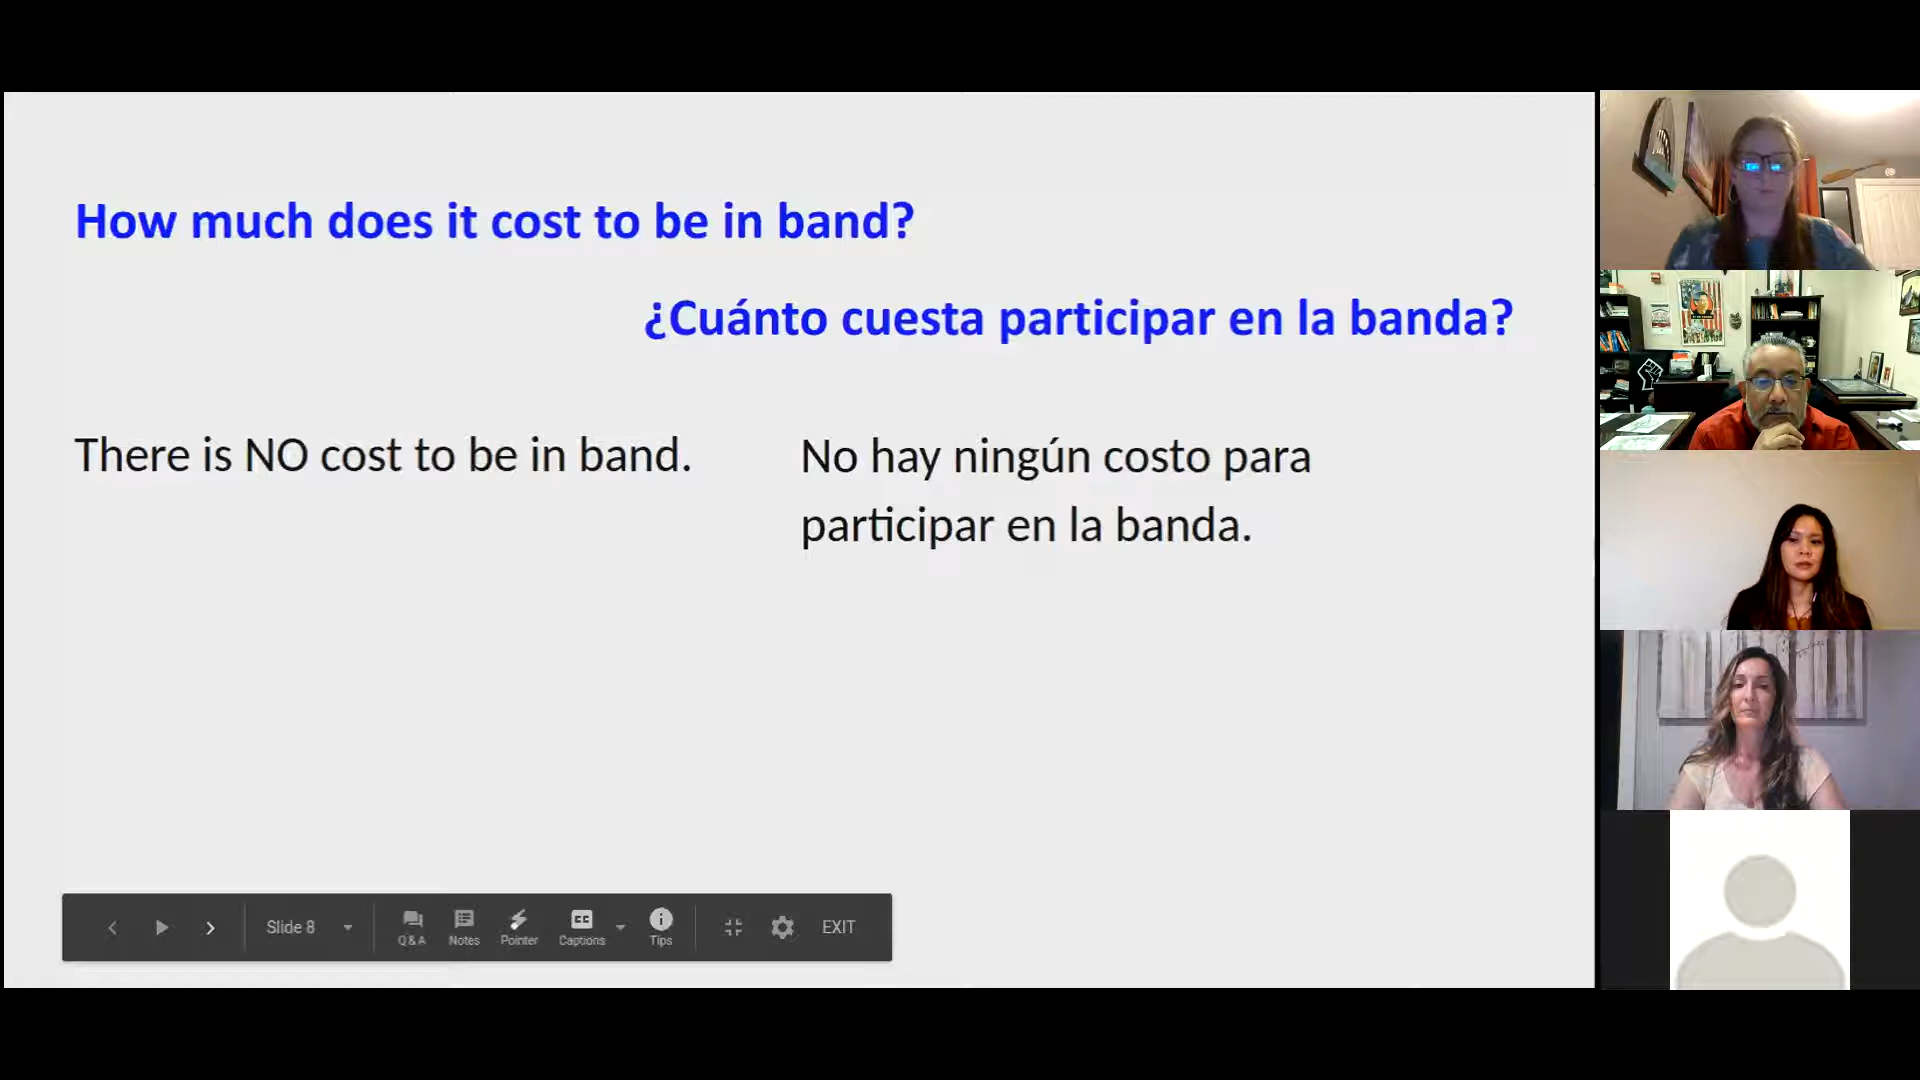 How much does it cost to be in band?
¿Cuánto cuesta participar en la banda?
There is NO cost to be in band.
No hay ningún costo para
participar en la banda.
Slide 8
Q&A
Notes
Pointer
CC
Captions
Tips
EXIT